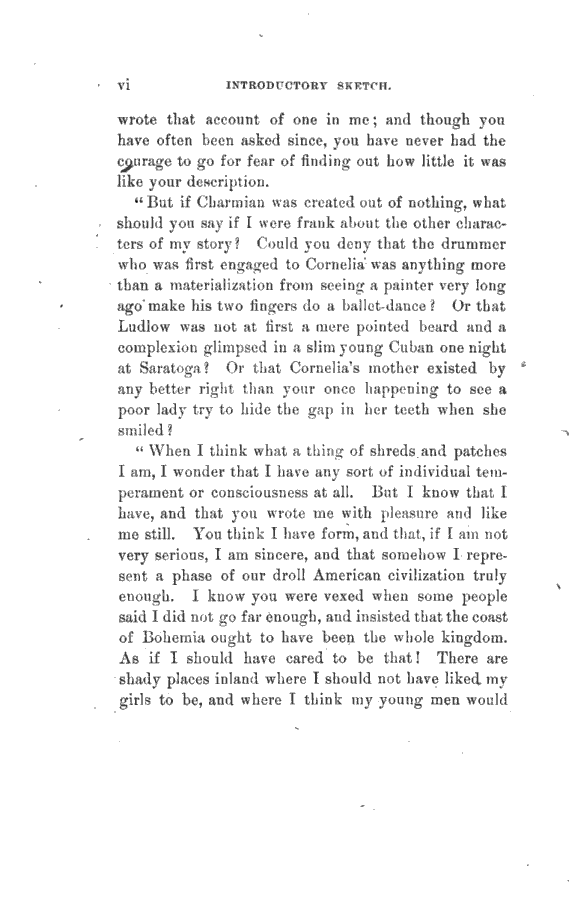 vi INTRODUCTORY SKETCH.
wrote that account of one in me; and though you
have often been asked since, you have never had the
courage to go for fear of finding out how little it was
like your description.
“But if Charmian was created out of nothing, what
should you say if I were frank about the other charac-
ters of my story? Could you deny that the drummer
who was first engaged to Cornelia was anything more
than a materialization from seeing a painter very long
ago make his two fingers do a ballet-dance? Or that
Ludlow was not at first a mere pointed beard and a
complexion glimpsed in a slim young Cuban one night
at Saratoga? Or that Cornelia's mother existed by
any better right than your once happening to see a
poor lady try to hide the gap in her teeth when she
smiled?
“When I think what a thing of shreds and patches
I am, I wonder that I have any sort of individual tem-
perament or consciousness at all. But I know that I
have, and that you wrote me with pleasure and like
me still. You think I have form, and that, if I am not
very serious, I am sincere, and that somehow I repre-
sent a phase of our droll American civilization truly
enough. I know you were vexed when some people
said I did not go far enough, and insisted that the coast
of Bohemia ought to have been the whole kingdom.
As if I should have cared to be that! There are
shady places inland where I should not have liked my
girls to be, and where I think my young men would